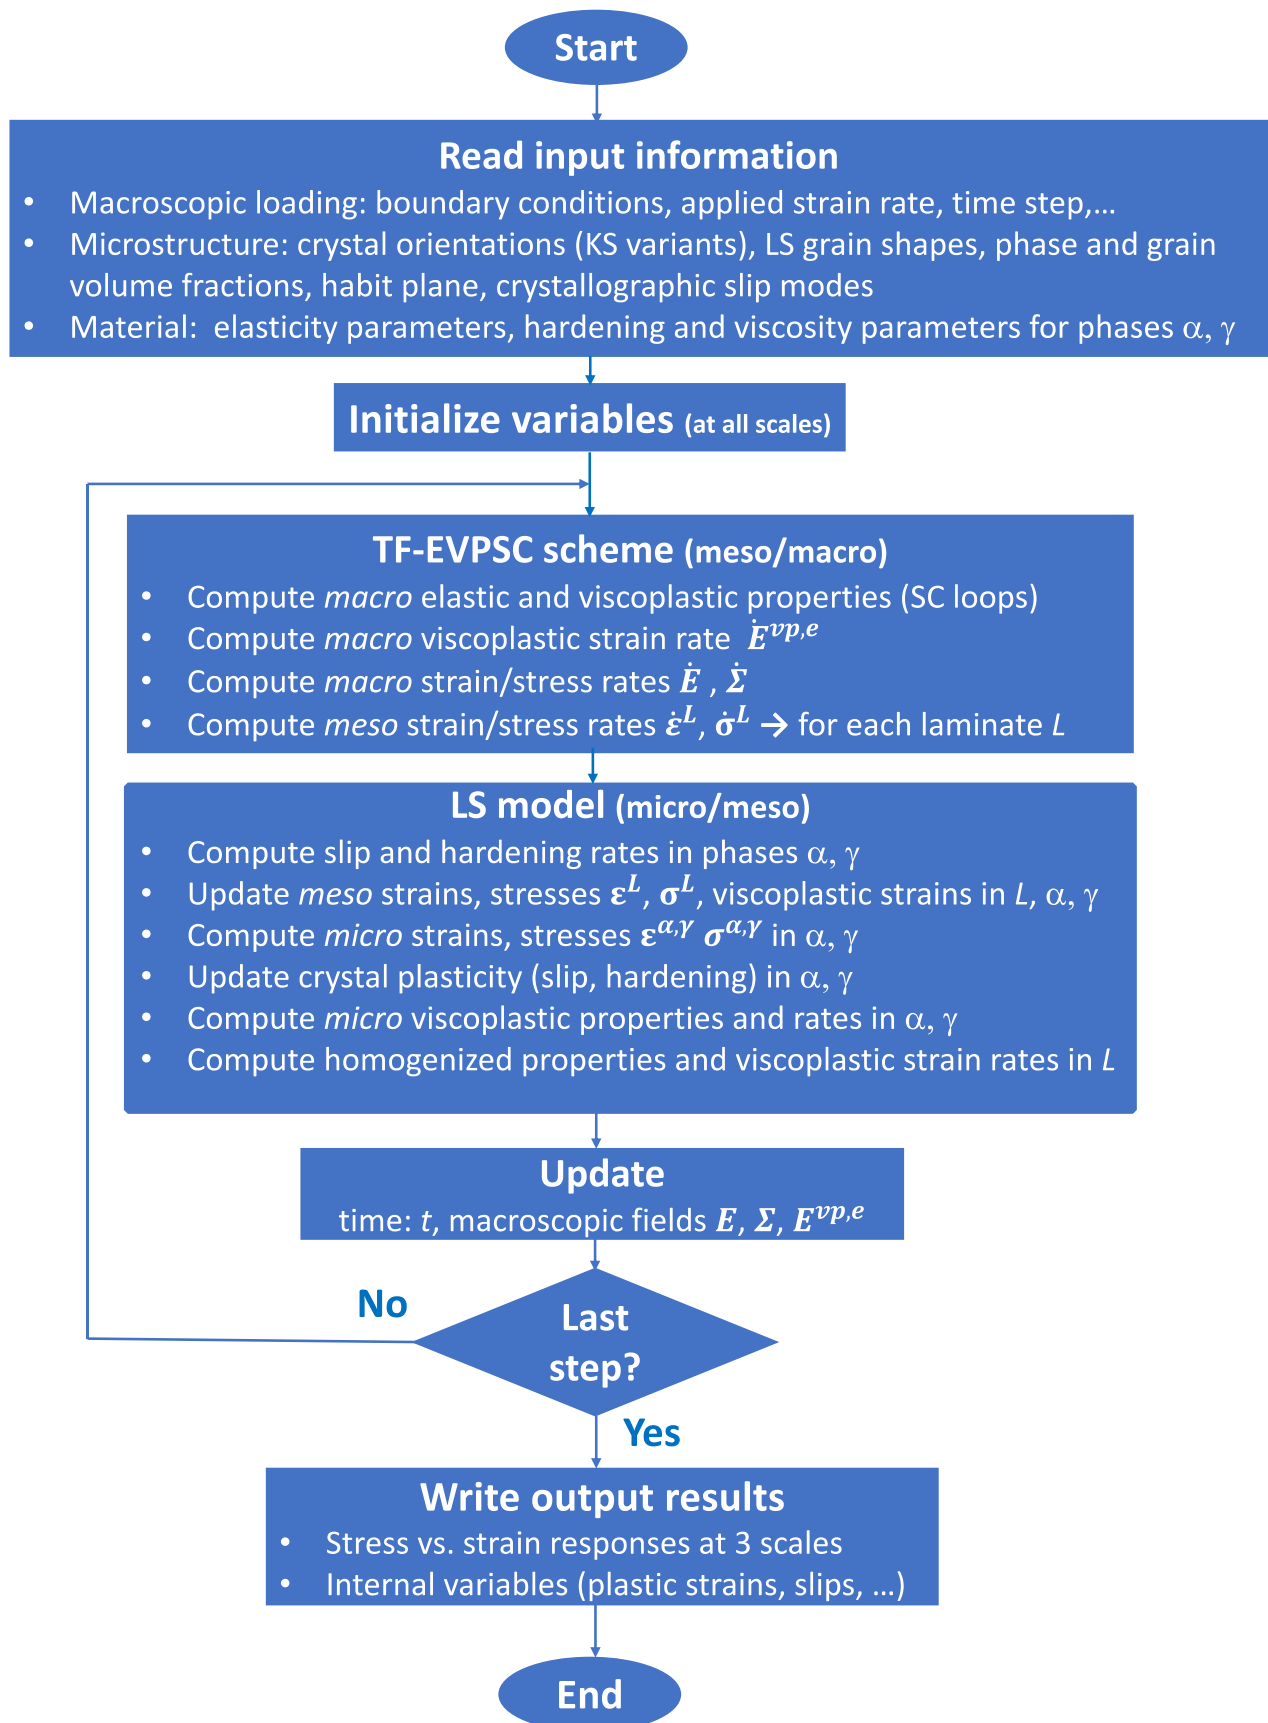 Start
Read input information
• Macroscopic loading: boundary conditions, applied strain rate, time step,…
• Microstructure: crystal orientations (KS variants), LS grain shapes, phase and grain
volume fractions, habit plane, crystallographic slip modes
• Material: elasticity parameters, hardening and viscosity parameters for phases α, γ
Initialize variables (at all scales)
TF-EVPSC scheme (meso/macro)
• Compute macro elastic and viscoplastic properties (SC loops)
• Compute macro viscoplastic strain rate Ė^{vp,e}
• Compute macro strain/stress rates Ė , Σ̇
• Compute meso strain/stress rates ε̇^L, σ̇^L → for each laminate L
LS model (micro/meso)
• Compute slip and hardening rates in phases α, γ
• Update meso strains, stresses ε^L, σ^L, viscoplastic strains in L, α, γ
• Compute micro strains, stresses ε^{α,γ} σ^{α,γ} in α, γ
• Update crystal plasticity (slip, hardening) in α, γ
• Compute micro viscoplastic properties and rates in α, γ
• Compute homogenized properties and viscoplastic strain rates in L
Update
time: t, macroscopic fields E, Σ, E^{vp,e}
No
Last
step?
Yes
Write output results
• Stress vs. strain responses at 3 scales
• Internal variables (plastic strains, slips, …)
End